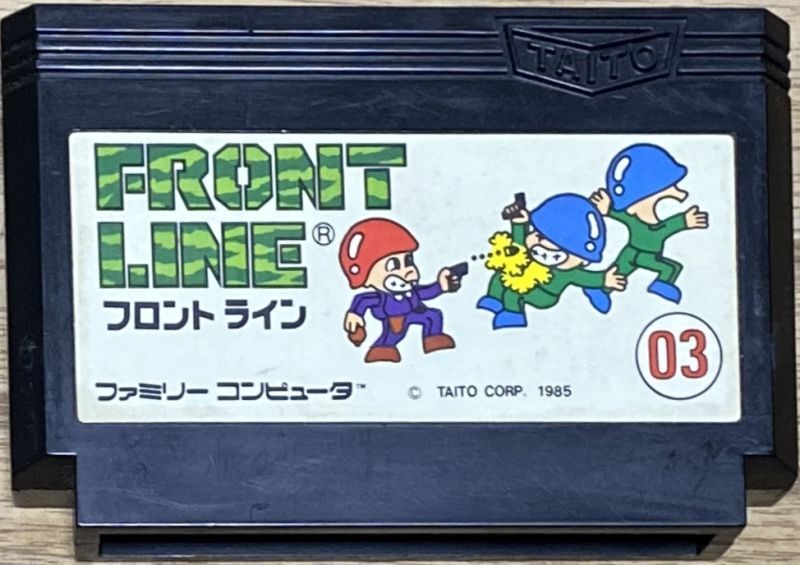 TAITO
FRONT
LINE®
フロント ライン
03
ファミリー コンピュータ™
© TAITO CORP. 1985